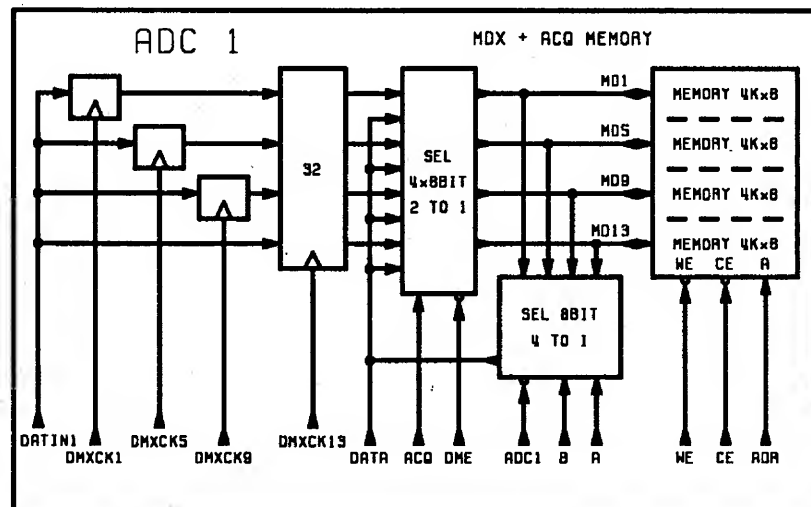 ADC 1
MDX + ACQ MEMORY
MD1
MEMORY 4Kx8
MD5
MEMORY 4Kx8
32
SEL
4x8BIT
2 TO 1
MD9
MEMORY 4Kx8
MD13
MEMORY 4Kx8
WE CE A
SEL 8BIT
4 TO 1
DATIN1 DMXCK5 DMXCK13
DMXCK1 DMXCK9 DATA ACQ DME ADC1 B A WE CE ADR